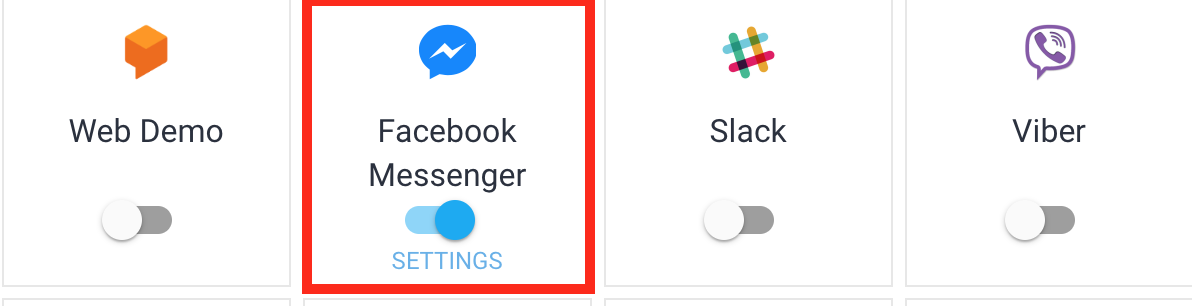 Web Demo
Facebook
Messenger
SETTINGS
Slack
Viber